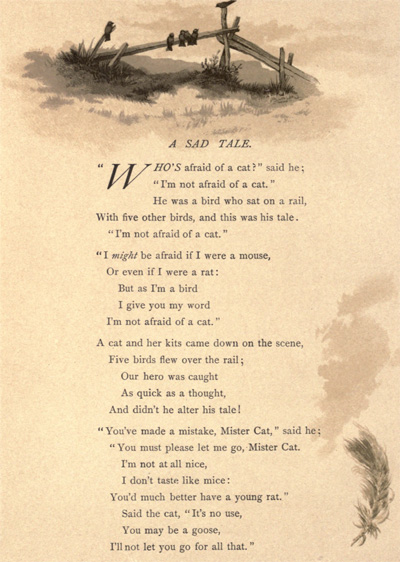 A SAD TALE.
"WHO'S afraid of a cat?" said he;
"I'm not afraid of a cat."
He was a bird who sat on a rail,
With five other birds, and this was his tale.
"I'm not afraid of a cat."
"I might be afraid if I were a mouse,
Or even if I were a rat:
But as I'm a bird
I give you my word
I'm not afraid of a cat."
A cat and her kits came down on the scene,
Five birds flew over the rail;
Our hero was caught
As quick as a thought,
And didn't he alter his tale!
"You've made a mistake, Mister Cat," said he;
"You must please let me go, Mister Cat.
I'm not at all nice,
I don't taste like mice:
You'd much better have a young rat."
Said the cat, "It's no use,
You may be a goose,
I'll not let you go for all that."